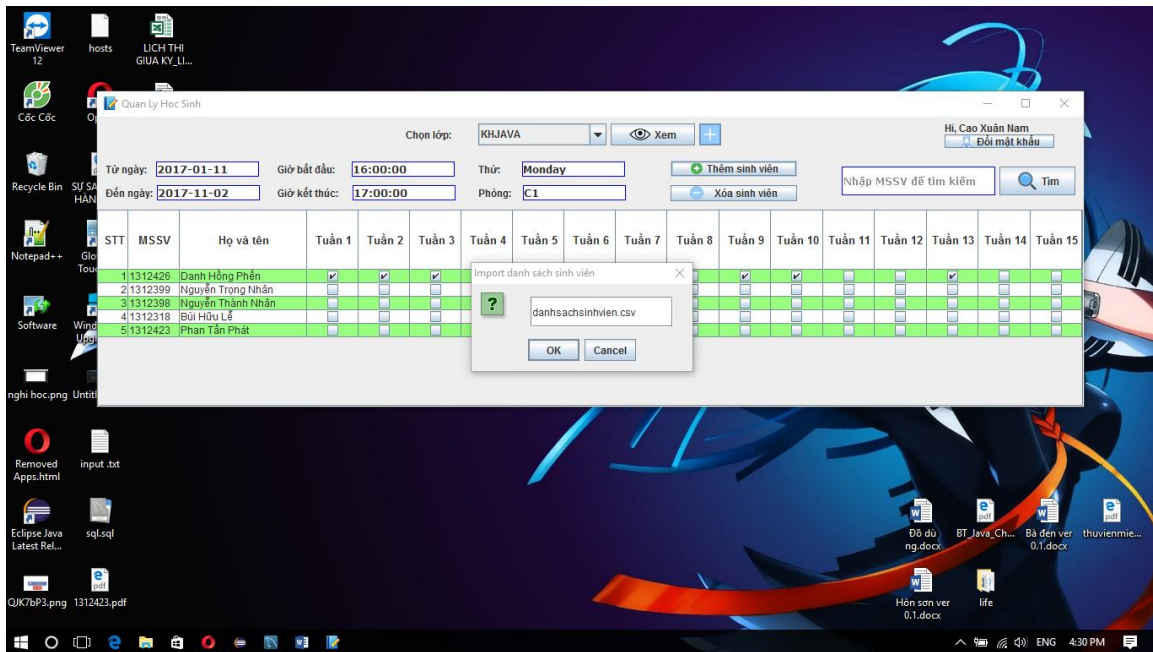 TeamViewer 12
hosts
LICH THI GIUA KY_LI...
Cốc Cốc
Quan Ly Hoc Sinh
Chọn lớp:
KHJAVA
Xem
Hi, Cao Xuân Nam
Đổi mật khẩu
Recycle Bin
Từ ngày:
2017-01-11
Giờ bắt đầu:
16:00:00
Thứ:
Monday
Thêm sinh viên
Nhập MSSV để tìm kiếm
Tìm
Đến ngày:
2017-11-02
Giờ kết thúc:
17:00:00
Phòng:
C1
Xóa sinh viên
Notepad++
STT MSSV Họ và tên Tuần 1 Tuần 2 Tuần 3 Tuần 4 Tuần 5 Tuần 6 Tuần 7 Tuần 8 Tuần 9 Tuần 10 Tuần 11 Tuần 12 Tuần 13 Tuần 14 Tuần 15
1 1312426 Danh Hồng Phến
2 1312399 Nguyễn Trọng Nhân
3 1312398 Nguyễn Thành Nhân
4 1312318 Bùi Hữu Lễ
5 1312423 Phan Tấn Phát
Import danh sách sinh viên
danhsachsinhvien.csv
OK
Cancel
Software
nghi hoc.png
Removed Apps.html
input .txt
Eclipse Java Latest Rel...
sql.sql
QJK7bP3.png
1312423.pdf
Đồ dù ng.docx
BT_Java_Ch...
Bà đen ver 0.1.docx
thuvienmie...
Hòn sơn ver 0.1.docx
life
ENG
4:30 PM